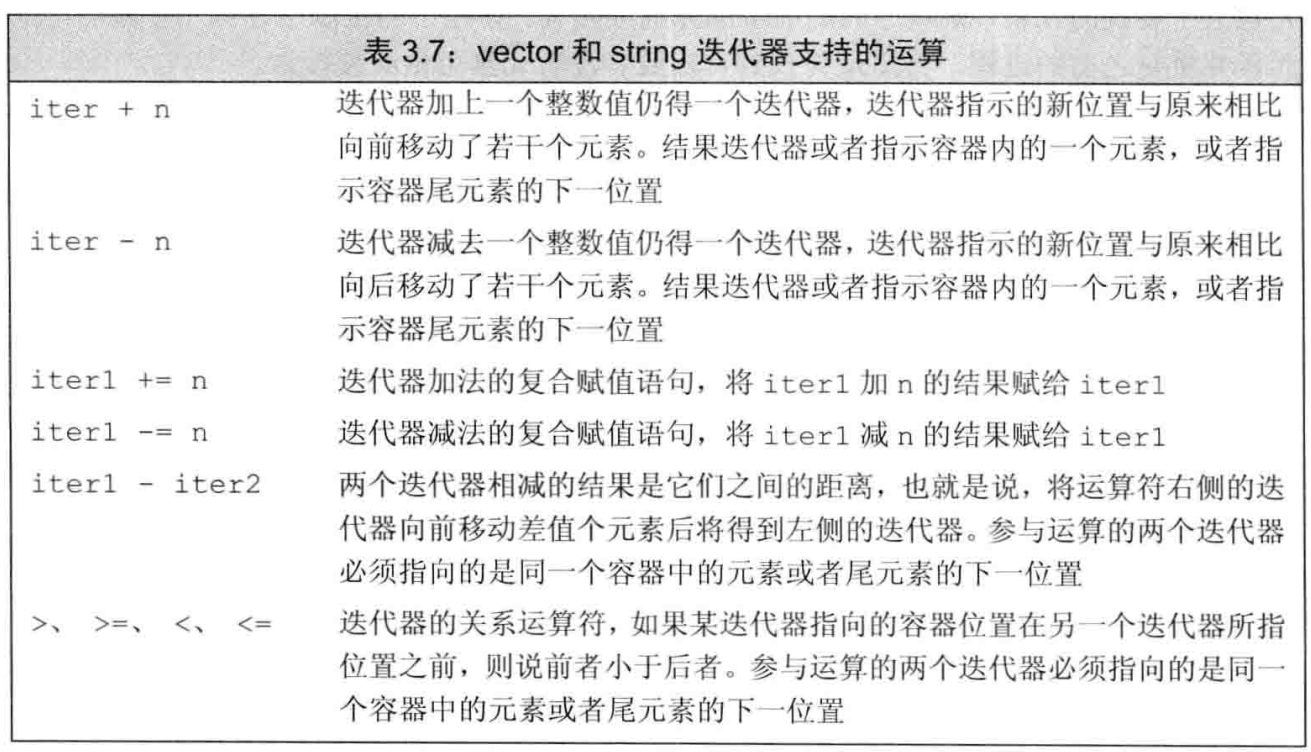 表 3.7：vector 和 string 迭代器支持的运算
iter + n 迭代器加上一个整数值仍得一个迭代器，迭代器指示的新位置与原来相比
向前移动了若干个元素。结果迭代器或者指示容器内的一个元素，或者指
示容器尾元素的下一位置
iter - n 迭代器减去一个整数值仍得一个迭代器，迭代器指示的新位置与原来相比
向后移动了若干个元素。结果迭代器或者指示容器内的一个元素，或者指
示容器尾元素的下一位置
iter1 += n 迭代器加法的复合赋值语句，将 iter1 加 n 的结果赋给 iter1
iter1 -= n 迭代器减法的复合赋值语句，将 iter1 减 n 的结果赋给 iter1
iter1 - iter2 两个迭代器相减的结果是它们之间的距离，也就是说，将运算符右侧的迭
代器向前移动差值个元素后将得到左侧的迭代器。参与运算的两个迭代器
必须指向的是同一个容器中的元素或者尾元素的下一位置
>、 >=、 <、 <= 迭代器的关系运算符，如果某迭代器指向的容器位置在另一个迭代器所指
位置之前，则说前者小于后者。参与运算的两个迭代器必须指向的是同一
个容器中的元素或者尾元素的下一位置